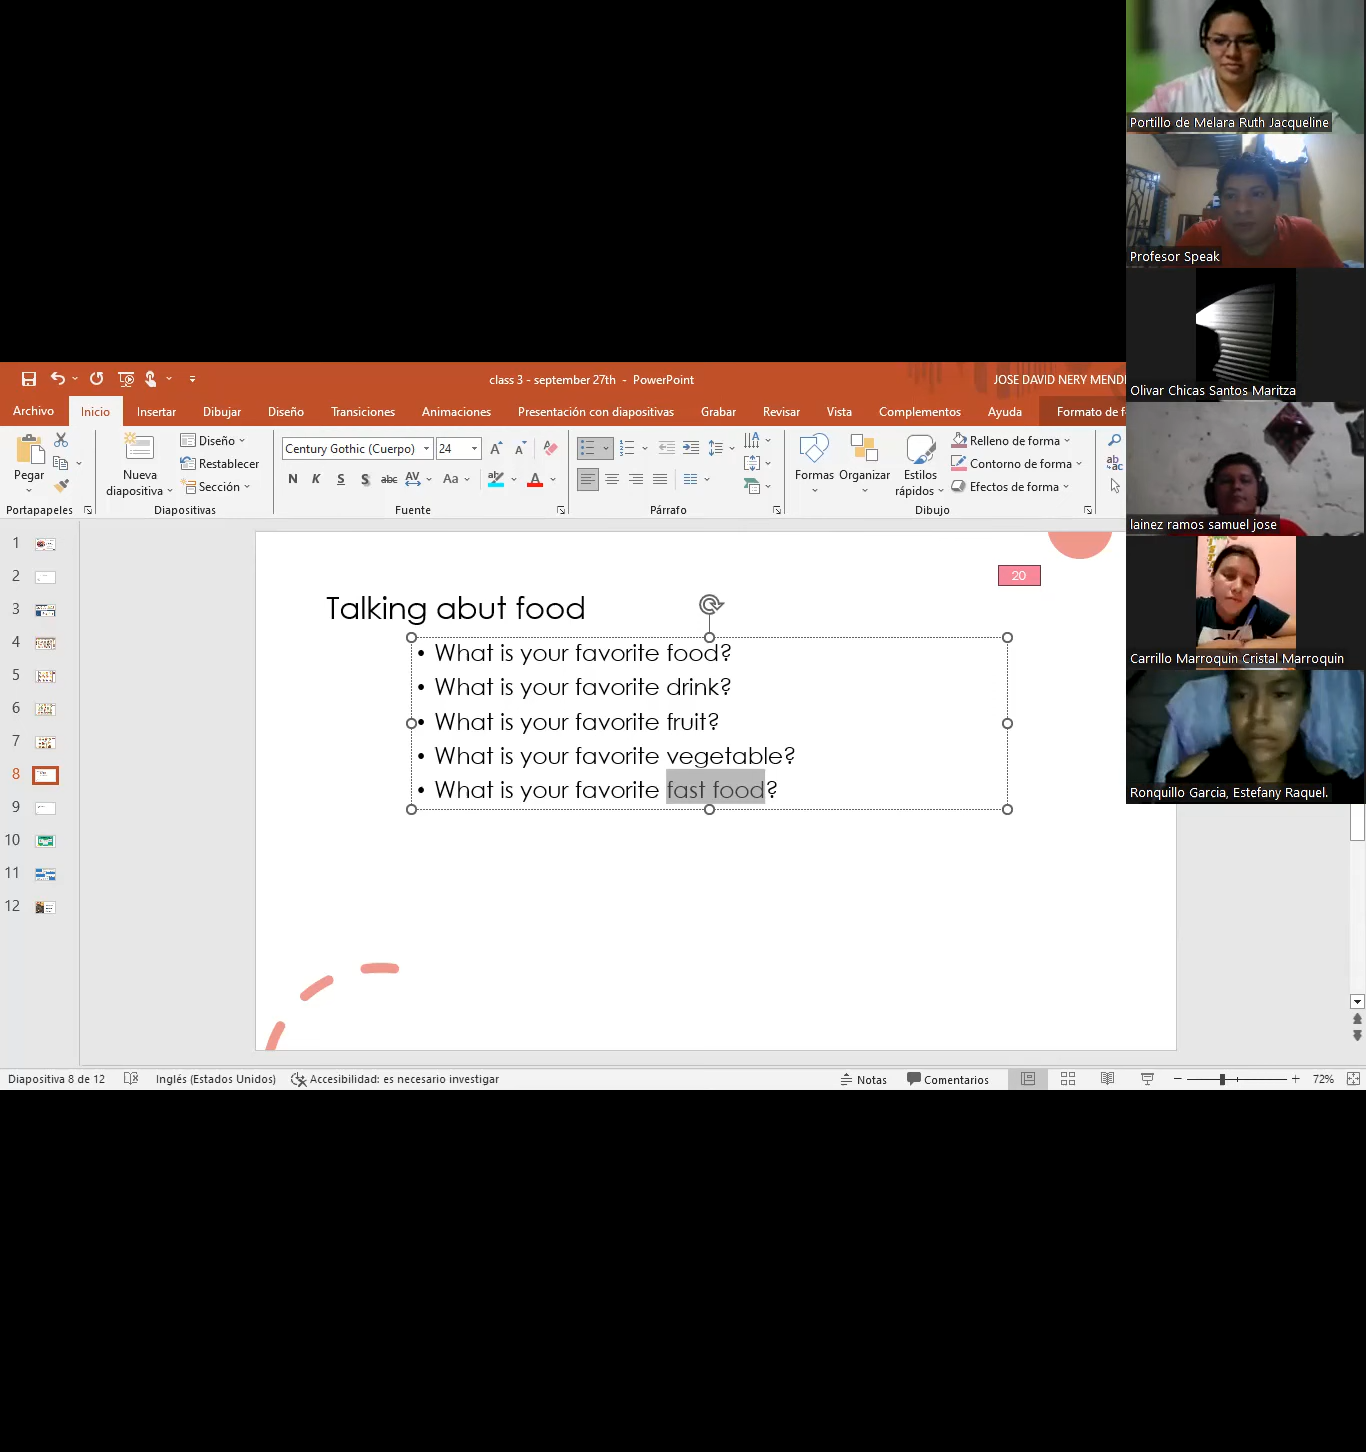 Portillo de Melara Ruth Jacqueline
Profesor Speak
Olivar Chicas Santos Maritza
lainez ramos samuel jose
Carrillo Marroquin Cristal Marroquin
Ronquillo Garcia, Estefany Raquel.
class 3 - september 27th - PowerPoint
JOSE DAVID NERY MEND
Archivo Inicio Insertar Dibujar Diseño Transiciones Animaciones Presentación con diapositivas Grabar Revisar Vista Complementos Ayuda Formato de f
Pegar
Nueva
diapositiva
Diseño
Restablecer
Sección
Century Gothic (Cuerpo) 24
N K S S abc AV Aa A
Formas Organizar Estilos
rápidos
Relleno de forma
Contorno de forma
Efectos de forma
ab
ac
Portapapeles Diapositivas Fuente Párrafo Dibujo
1
2
3
4
5
6
7
8
9
10
11
12
20
Talking abut food
• What is your favorite food?
• What is your favorite drink?
• What is your favorite fruit?
• What is your favorite vegetable?
• What is your favorite fast food?
Diapositiva 8 de 12 Inglés (Estados Unidos) Accesibilidad: es necesario investigar Notas Comentarios 72%